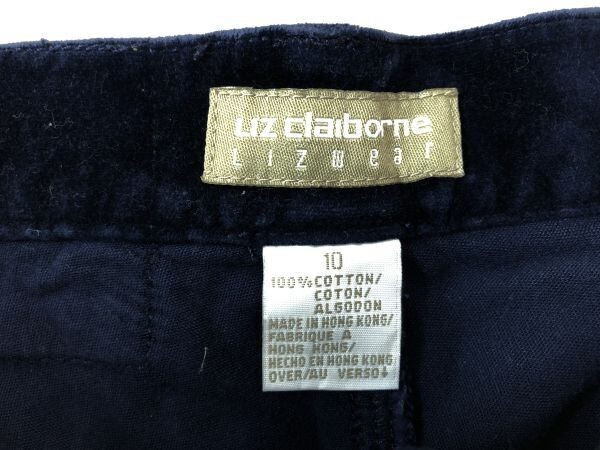 Liz claiborne
Lizwear
10
100% COTTON/
COTON/
ALGODON
MADE IN HONG KONG/
FABRIQUE A
HONG HONG/
HECHO EN HONG KONG
OVER/AU VERSO↓